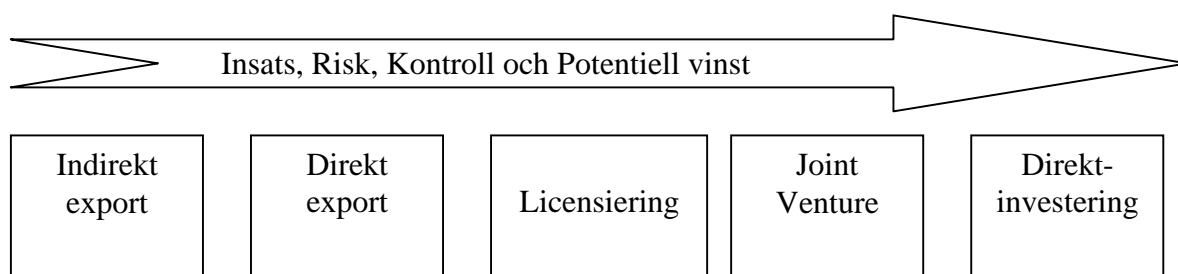 Insats, Risk, Kontroll och Potentiell vinst
Indirekt
export
Direkt
export
Licensiering
Joint
Venture
Direkt-
investering